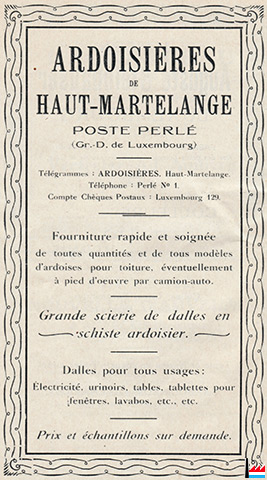 ARDOISIÈRES
DE
HAUT-MARTELANGE
POSTE PERLÉ
(Gr.-D. de Luxembourg)
Télégrammes : ARDOISIÈRES, Haut-Martelange.
Téléphone : Perlé Nº 1.
Compte Chèques Postaux : Luxembourg 129.
Fourniture rapide et soignée
de toutes quantités et de tous modèles
d'ardoises pour toiture, éventuellement
à pied d'oeuvre par camion-auto.
Grande scierie de dalles en
schiste ardoisier.
Dalles pour tous usages :
Électricité, urinoirs, tables, tablettes pour
fenêtres, lavabos, etc., etc.
Prix et échantillons sur demande.